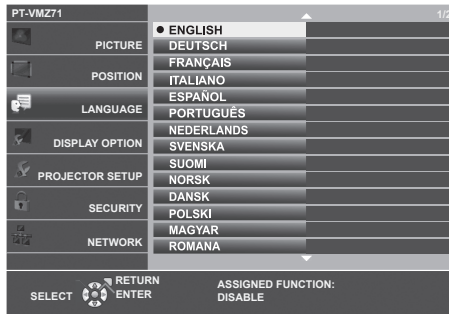 PT-VMZ71
1/2
PICTURE
POSITION
LANGUAGE
DISPLAY OPTION
PROJECTOR SETUP
SECURITY
NETWORK
ENGLISH
DEUTSCH
FRANÇAIS
ITALIANO
ESPAÑOL
PORTUGUÊS
NEDERLANDS
SVENSKA
SUOMI
NORSK
DANSK
POLSKI
MAGYAR
ROMANA
SELECT
RETURN
ENTER
ASSIGNED FUNCTION:
DISABLE